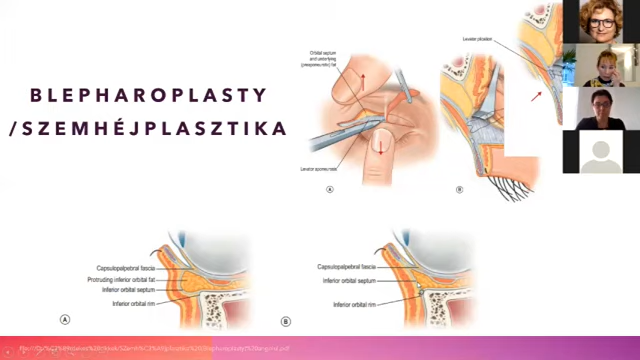 BLEPHAROPLASTY
/SZEMHÉJPLASZTIKA
Orbital septum
and underlying
fat
Levator aponeurosis
A
Levator plication
B
Capsulopalpebral fascia
Protruding inferior orbital fat
Inferior orbital septum
Inferior orbital rim
A
Capsulopalpebral fascia
Inferior orbital septum
Inferior orbital rim
B